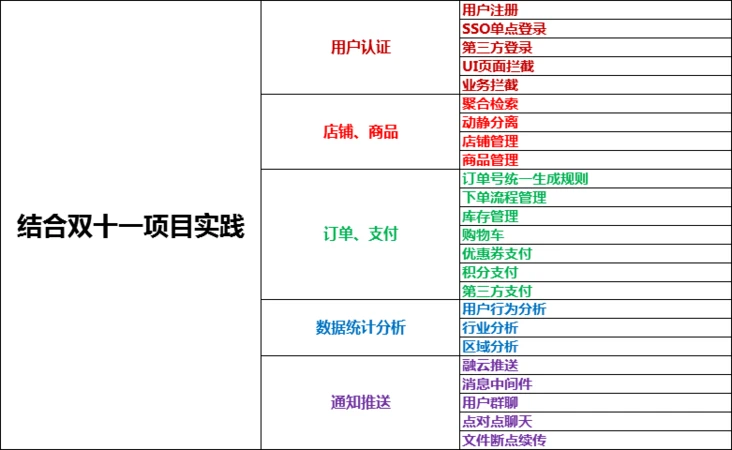 结合双十一项目实践
用户认证
用户注册
SSO单点登录
第三方登录
UI页面拦截
业务拦截
店铺、商品
聚合检索
动静分离
店铺管理
商品管理
订单、支付
订单号统一生成规则
下单流程管理
库存管理
购物车
优惠券支付
积分支付
第三方支付
数据统计分析
用户行为分析
行业分析
区域分析
通知推送
融云推送
消息中间件
用户群聊
点对点聊天
文件断点续传